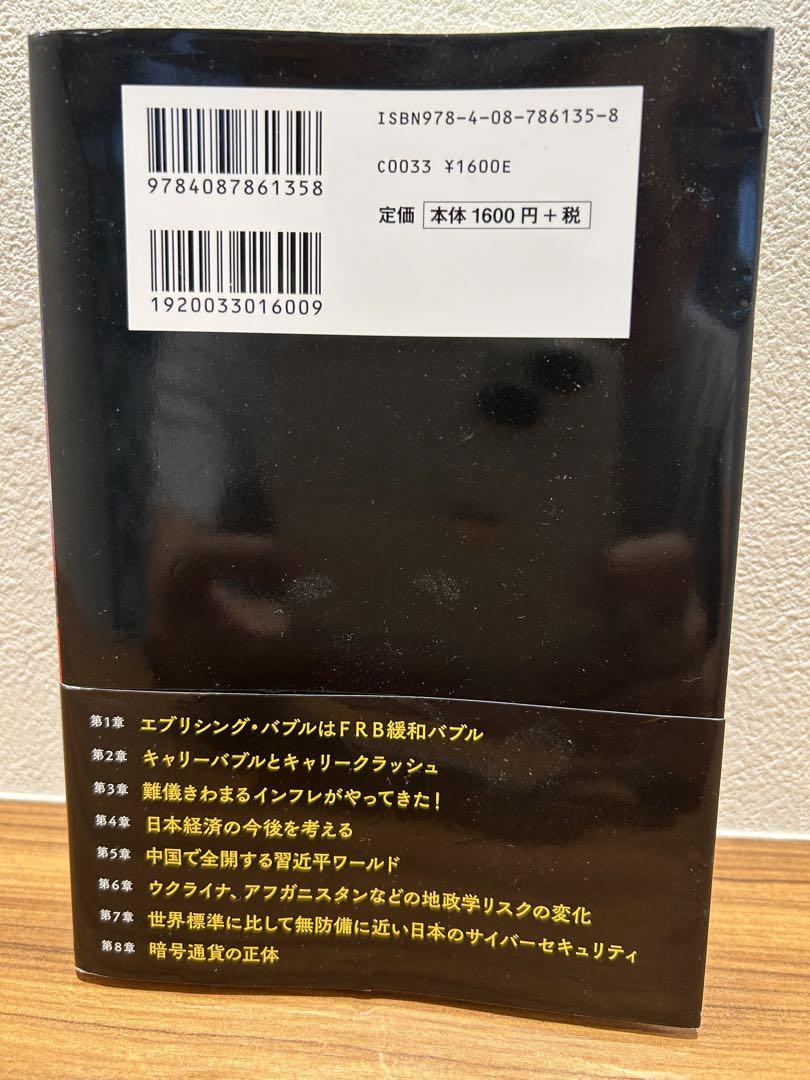 ISBN978-4-08-786135-8
9784087861358
C0033 ¥1600E
定価 本体1600円+税
1920033016009
第1章 エブリシング・バブルはFRB緩和バブル
第2章 キャリーバブルとキャリークラッシュ
第3章 難儀きわまるインフレがやってきた!
第4章 日本経済の今後を考える
第5章 中国で全開する習近平ワールド
第6章 ウクライナ、アフガニスタンなどの地政学リスクの変化
第7章 世界標準に比して無防備に近い日本のサイバーセキュリティ
第8章 暗号通貨の正体